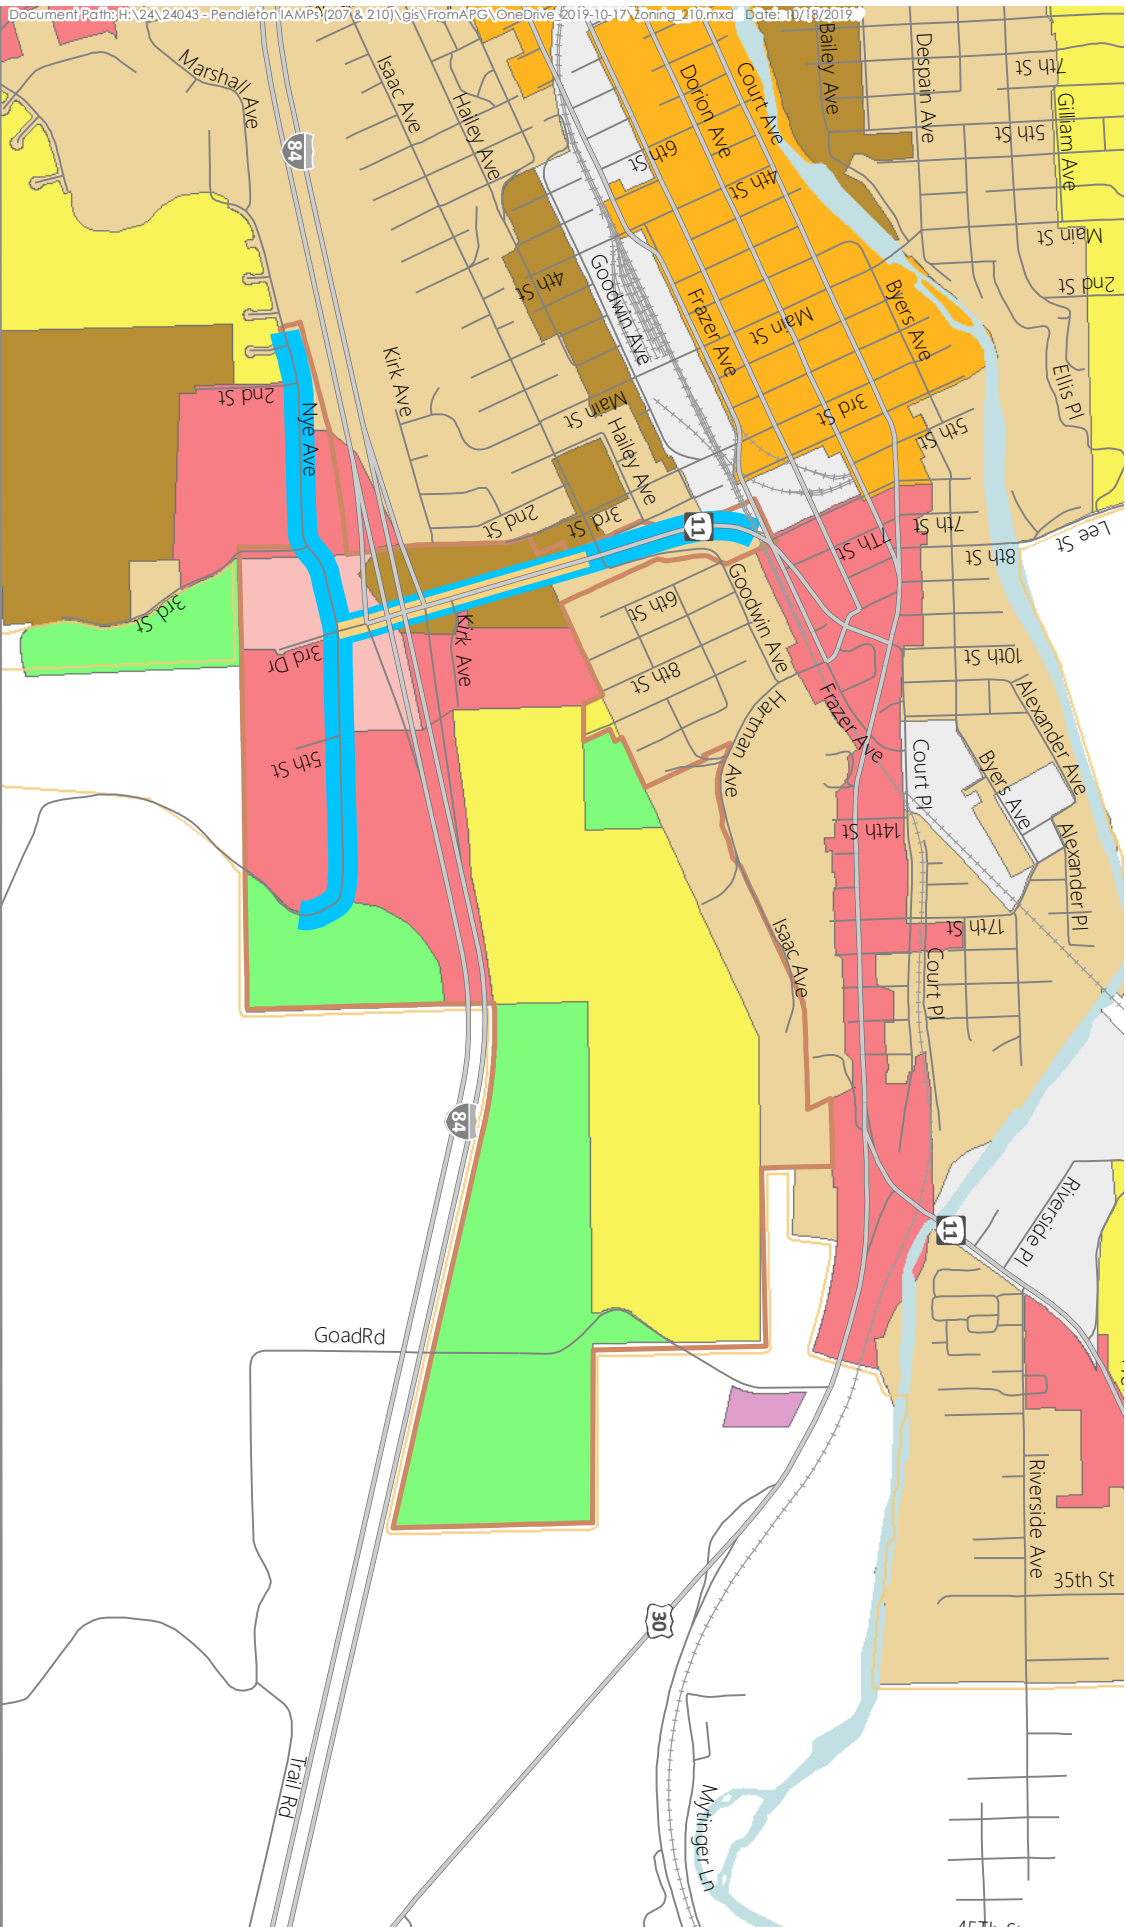 Document Path: H:\24\24043 - Pendleton IAMPs (207 & 210)\gis\FromAPG\OneDrive_2019-10-17\Zoning_210.mxd Date: 10/18/2019
Marshall Ave
84
Isaac Ave
Hailey Ave
Dorion Ave
Court Ave
Bailey Ave
Despain Ave
7th St
5th St
Gilliam Ave
6th St
4th St
Main St
2nd St
4th St
Goodwin Ave
Frazer Ave
Main St
Byers Ave
Kirk Ave
Ellis Pl
2nd St
Nye Ave
Main St
Hailey Ave
3rd St
5th St
2nd St
3rd St
11
7Th St
7th St
8th St
Lee St
3rd St
3rd Dr
Kirk Ave
6th St
Goodwin Ave
8th St
10th St
Hartman Ave
Frazer Ave
Alexander Ave
5th St
Court Pl
Byers Ave
14th St
Alexander Pl
17th St
Isaac Ave
Court Pl
84
Riverside Pl
11
GoadRd
Riverside Ave
35th St
30
Trail Rd
Mytinger Ln
45Th St